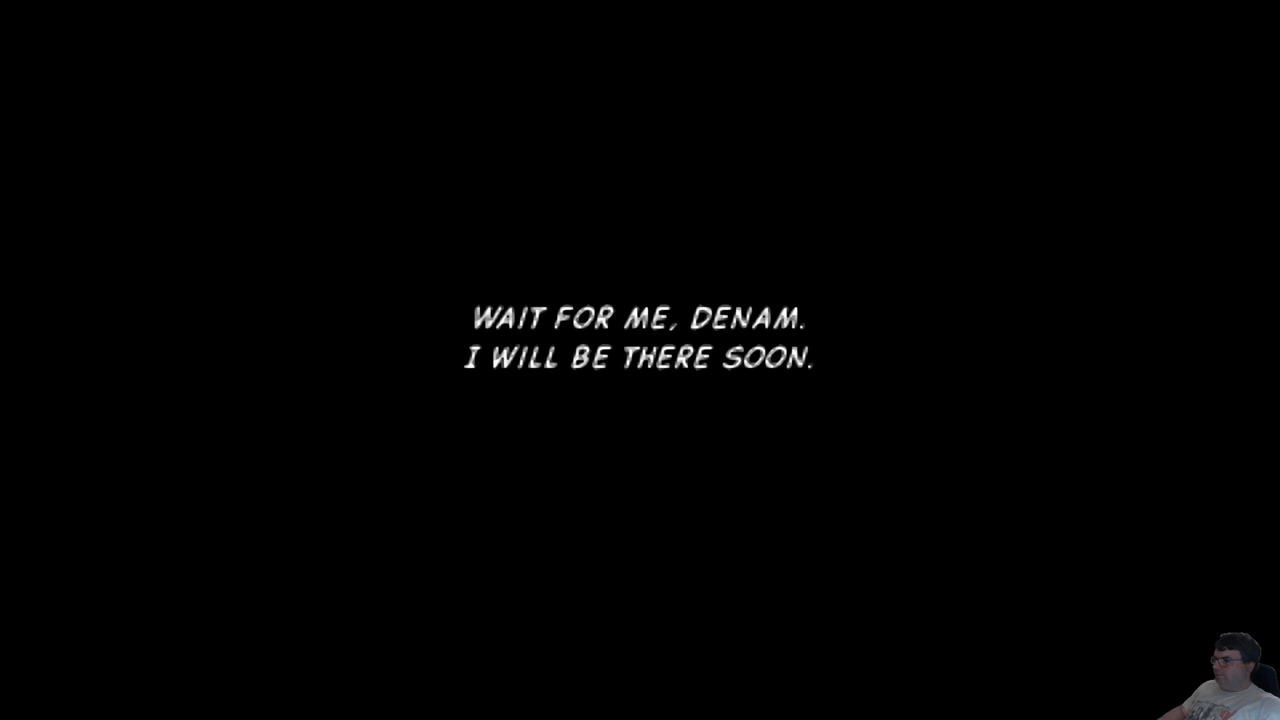 WAIT FOR ME, DENAM.
I WILL BE THERE SOON.